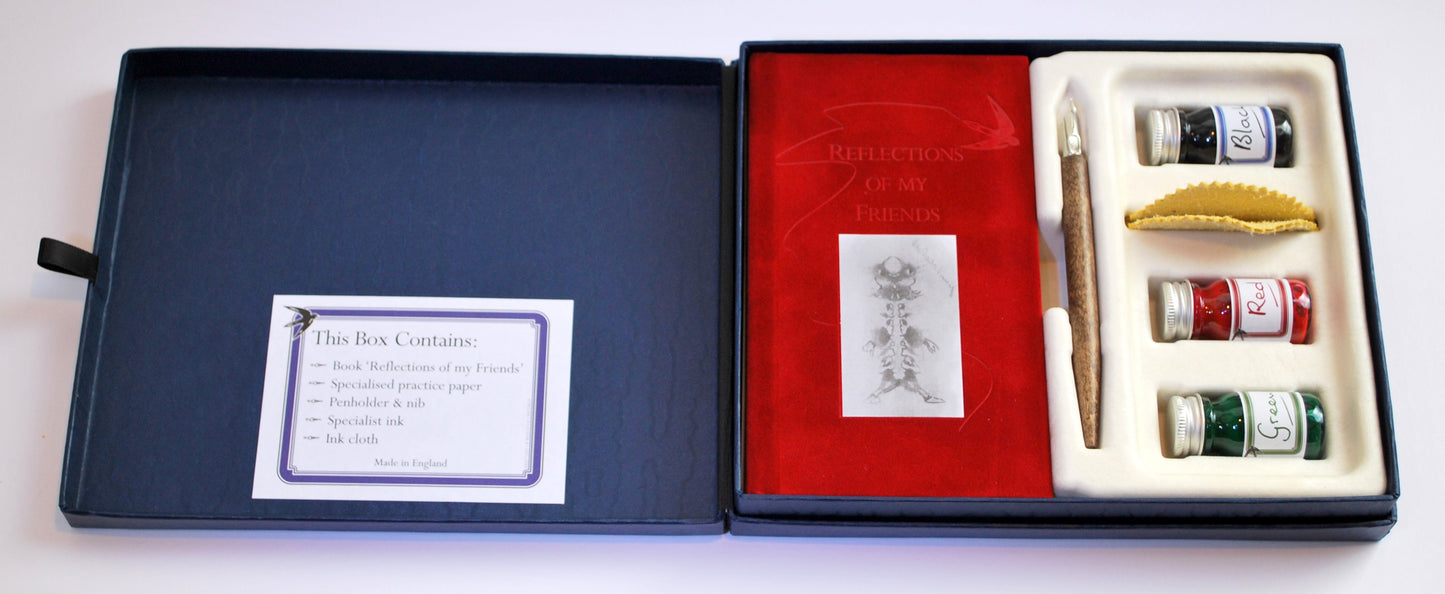 This Box Contains:
Book ‘Reflections of my Friends’
Specialised practice paper
Penholder & nib
Specialist ink
Ink cloth
Made in England
REFLECTIONS
OF MY
FRIENDS
Black
Red
Green